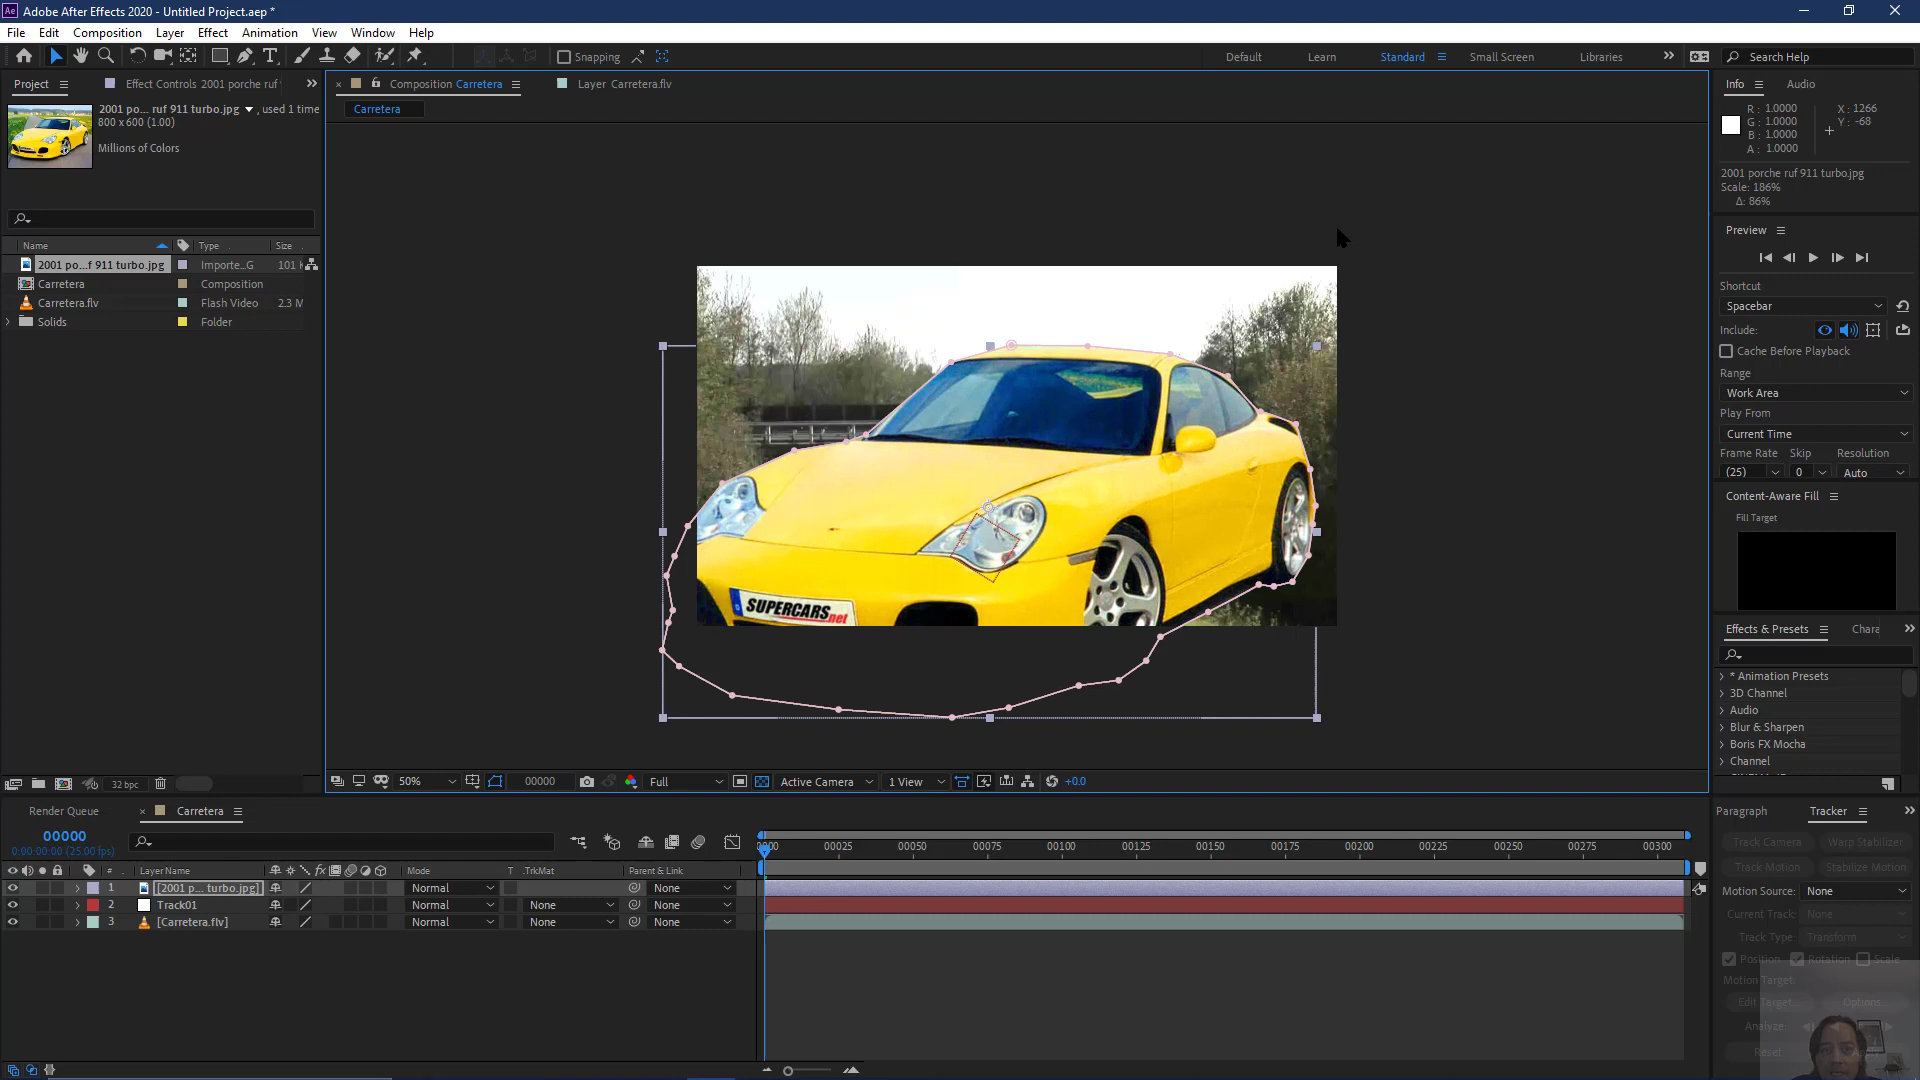 Adobe After Effects 2020 - Untitled Project.aep *
File Edit Composition Layer Effect Animation View Window Help
Snapping Default Learn Standard Small Screen Libraries Search Help
Project Effect Controls 2001 porche ruf Composition Carretera Layer Carretera.flv Info Audio
2001 po... ruf 911 turbo.jpg , used 1 time
800 x 600 (1.00)
Millions of Colors
Carretera
R : 1.0000 X : 1266
G : 1.0000 Y : -68
B : 1.0000
A : 1.0000
2001 porche ruf 911 turbo.jpg
Scale: 186%
Δ: 86%
Preview
Shortcut
Spacebar
Include:
Cache Before Playback
Range
Work Area
Play From
Current Time
Frame Rate Skip Resolution
(25) 0 Auto
Content-Aware Fill
Fill Target
Name Type Size
2001 po...f 911 turbo.jpg Importe...G 101
Carretera Composition
Carretera.flv Flash Video 2.3 M
Solids Folder
SUPERCARS.net
Effects & Presets Chara
* Animation Presets
3D Channel
Audio
Blur & Sharpen
Boris FX Mocha
Channel
32 bpc
50% 00000 Full Active Camera 1 View +0.0
Render Queue Carretera
00000
0:00:00:00 (25.00 fps)
# Layer Name Mode T TrkMat Parent & Link
1 [2001 p... turbo.jpg] Normal None
2 Track01 Normal None None
3 [Carretera.flv] Normal None None
0000 00025 00050 00075 00100 00125 00150 00175 00200 00225 00250 00275 00300
Paragraph Tracker
Track Camera Warp Stabilizer
Track Motion Stabilize Motion
Motion Source: None
Current Track: None
Track Type: Transform
Position Rotation Scale
Motion Target:
Edit Target... Options...
Analyze:
Reset